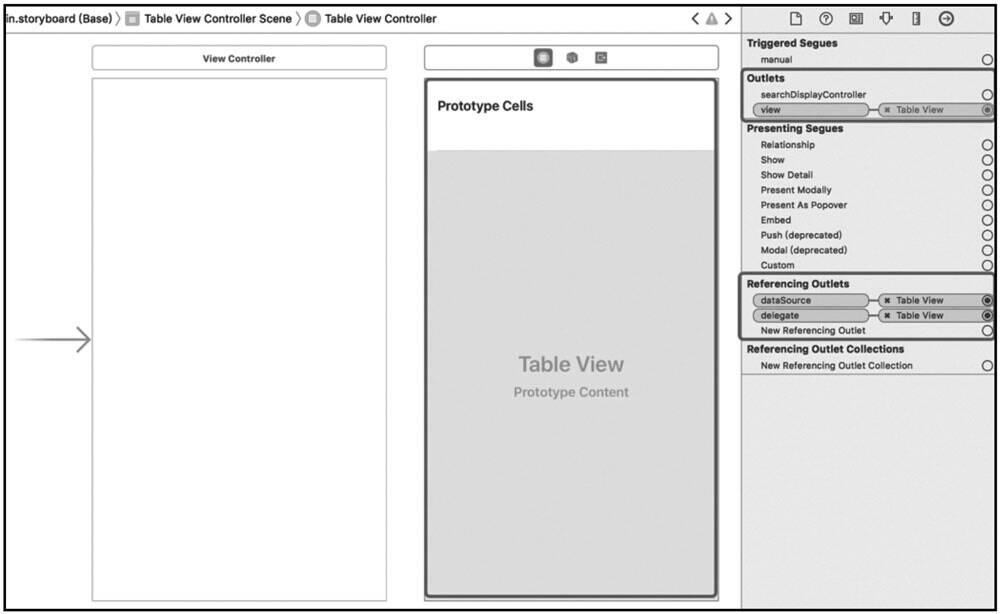 in.storyboard (Base) 〉 Table View Controller Scene 〉 Table View Controller
View Controller
Prototype Cells
Table View
Prototype Content
Triggered Segues
manual
Outlets
searchDisplayController
view Table View
Presenting Segues
Relationship
Show
Show Detail
Present Modally
Present As Popover
Embed
Push (deprecated)
Modal (deprecated)
Custom
Referencing Outlets
dataSource Table View
delegate Table View
New Referencing Outlet
Referencing Outlet Collections
New Referencing Outlet Collection